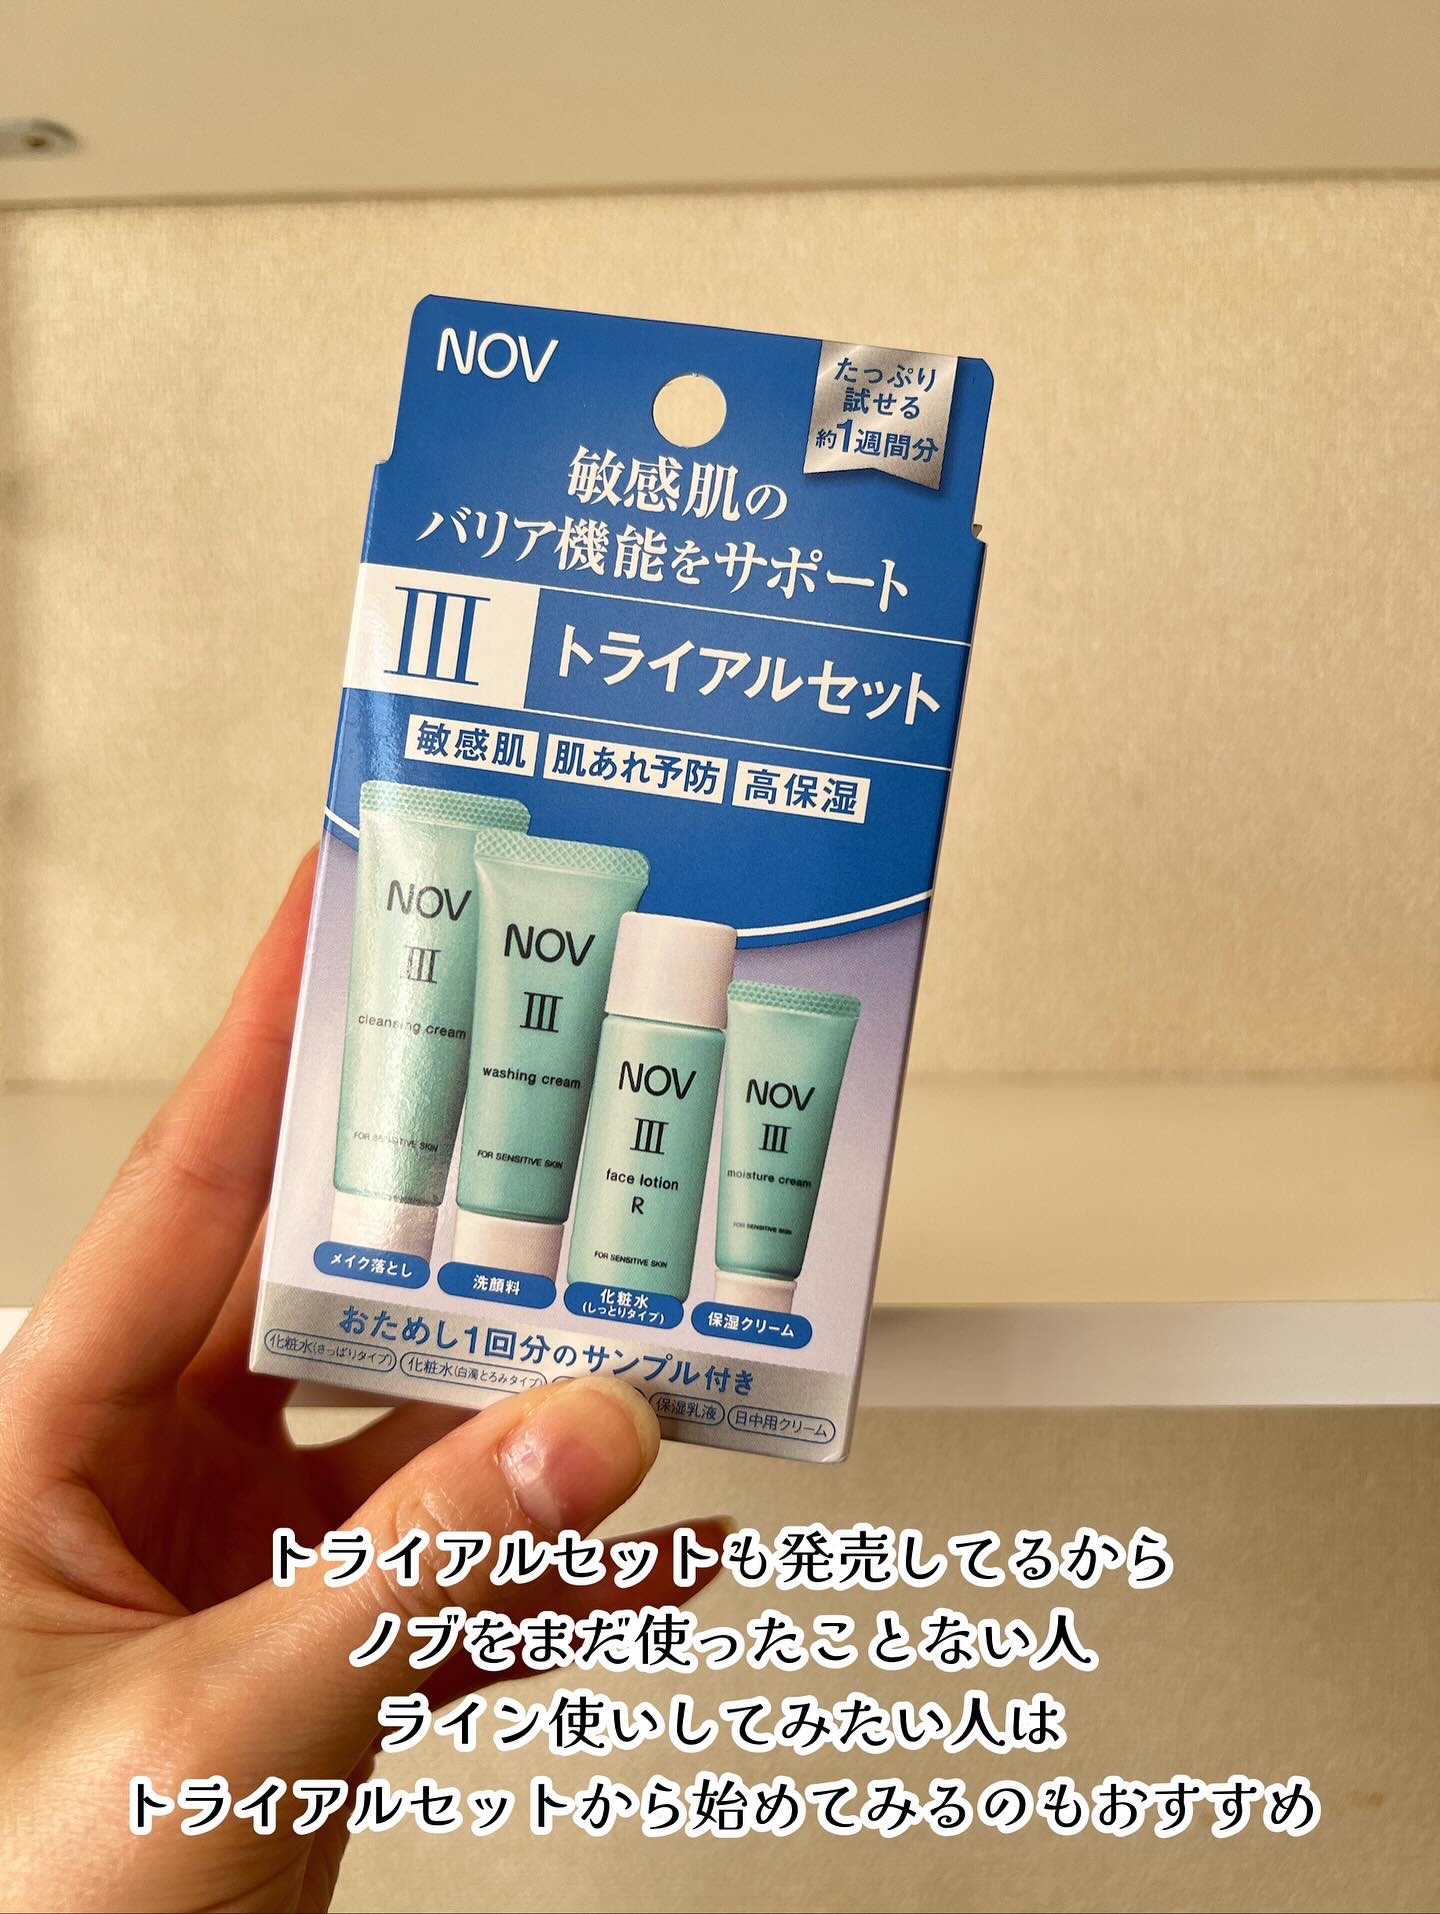 NOV
たっぷり
試せる
約1週間分
敏感肌の
バリア機能をサポート
III
トライアルセット
敏感肌 肌あれ予防 高保湿
NOV
III
cleansing cream
FOR SENSITIVE SKIN
NOV
III
washing cream
FOR SENSITIVE SKIN
NOV
III
face lotion
R
FOR SENSITIVE SKIN
NOV
III
moisture cream
FOR SENSITIVE SKIN
メイク落とし
洗顔料
化粧水
(しっとりタイプ)
保湿クリーム
おためし1回分のサンプル付き
化粧水(さっぱりタイプ) 化粧水(白濁とろみタイプ) 保湿乳液 日中用クリーム
トライアルセットも発売してるから
ノブをまだ使ったことない人
ライン使いしてみたい人は
トライアルセットから始めてみるのもおすすめ